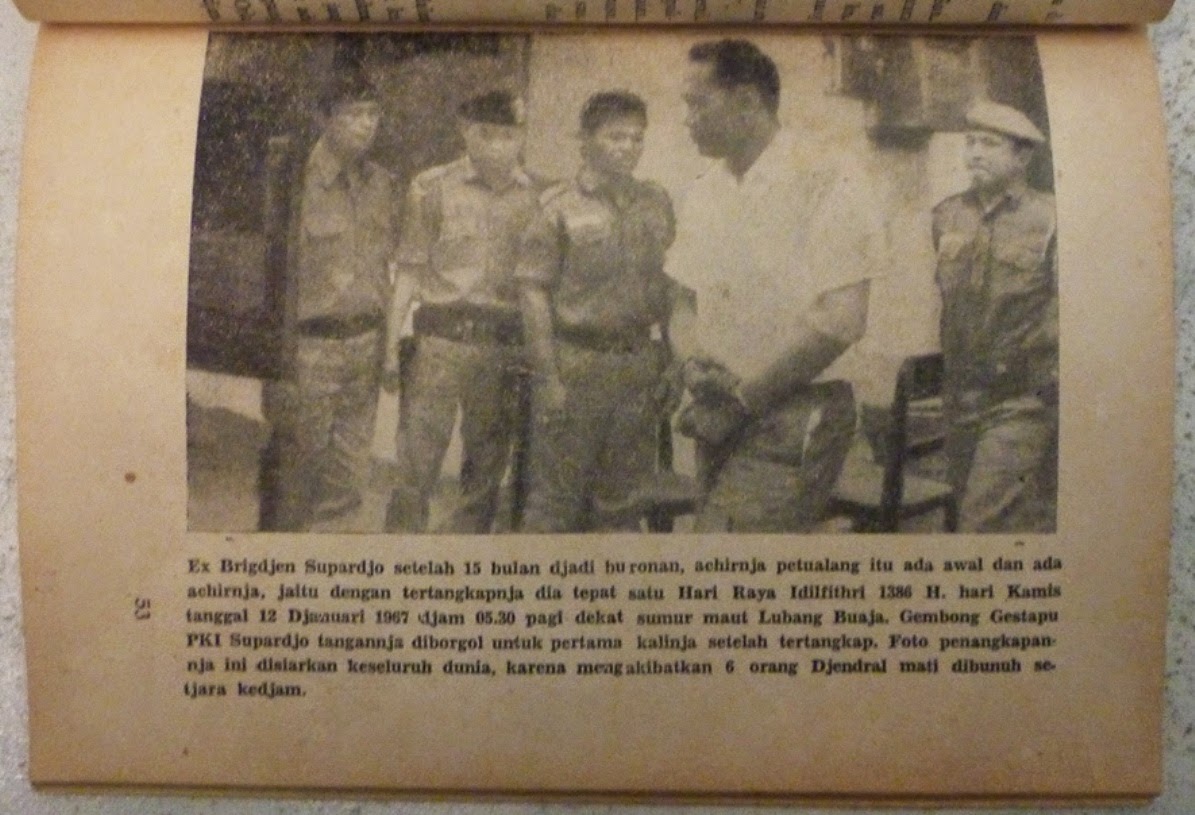 Ex Brigdjen Supardjo setelah 15 bulan djadi buronan, achirnja petualang itu ada awal dan ada
achirnja, jaitu dengan tertangkapnja dia tepat satu Hari Raya Idilfithri 1386 H. hari Kamis
tanggal 12 Djanuari 1967 djam 05.30 pagi dekat sumur maut Lubang Buaja. Gembong Gestapu
PKI Supardjo tangannja diborgol untuk pertama kalinja setelah tertangkap. Foto penangkapan-
nja ini disiarkan keseluruh dunia, karena mengakibatkan 6 orang Djendral mati dibunuh se-
tjara kedjam.
53